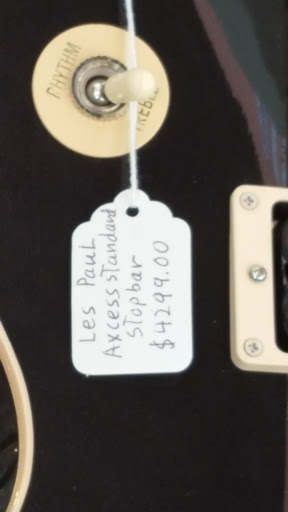 RHYTHM
TREBLE
Les Paul
Axcess standard
Stopbar
$4299.00